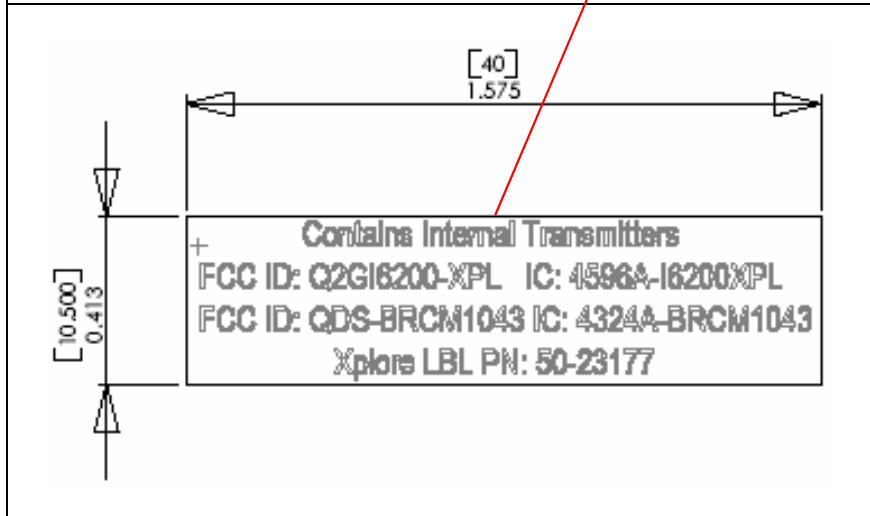 [40]
1.575
[10.500]
0.413
Contains Internal Transmitters
FCC ID: Q2GI6200-XPL IC: 4596A-I6200XPL
FCC ID: QDS-BRCM1043 IC: 4324A-BRCM1043
Xplore LBL PN: 50-23177